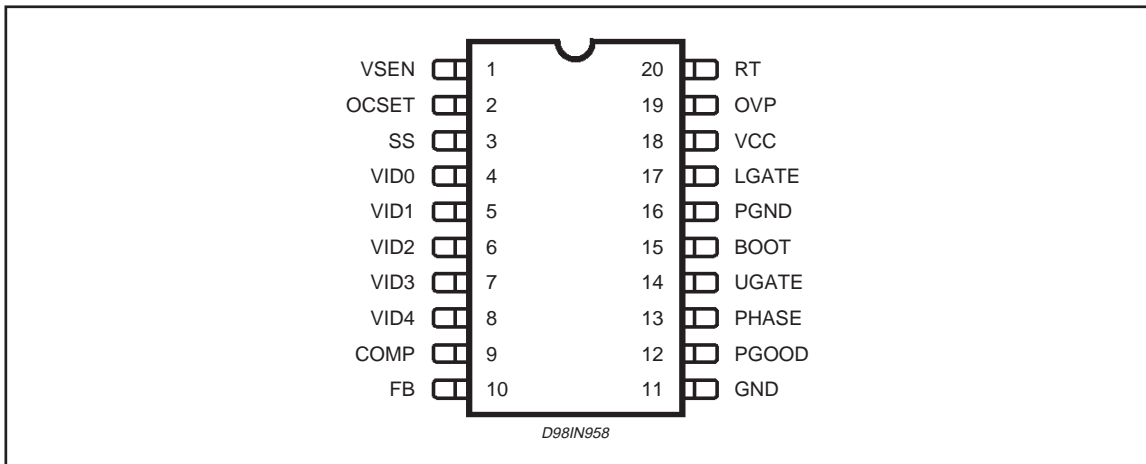 VSEN 1 20 RT
OCSET 2 19 OVP
SS 3 18 VCC
VID0 4 17 LGATE
VID1 5 16 PGND
VID2 6 15 BOOT
VID3 7 14 UGATE
VID4 8 13 PHASE
COMP 9 12 PGOOD
FB 10 11 GND
D98IN958